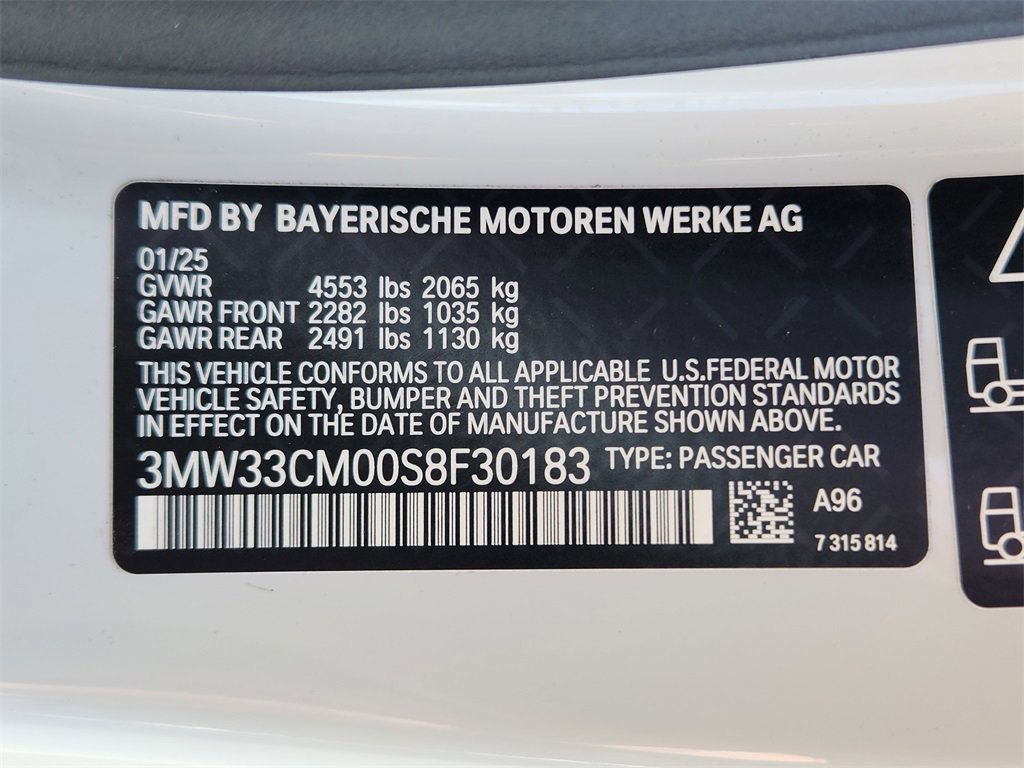 MFD BY BAYERISCHE MOTOREN WERKE AG
01/25
GVWR 4553 lbs 2065 kg
GAWR FRONT 2282 lbs 1035 kg
GAWR REAR 2491 lbs 1130 kg
THIS VEHICLE CONFORMS TO ALL APPLICABLE U.S.FEDERAL MOTOR
VEHICLE SAFETY, BUMPER AND THEFT PREVENTION STANDARDS
IN EFFECT ON THE DATE OF MANUFACTURE SHOWN ABOVE.
3MW33CM00S8F30183 TYPE: PASSENGER CAR
A96
7 315 814